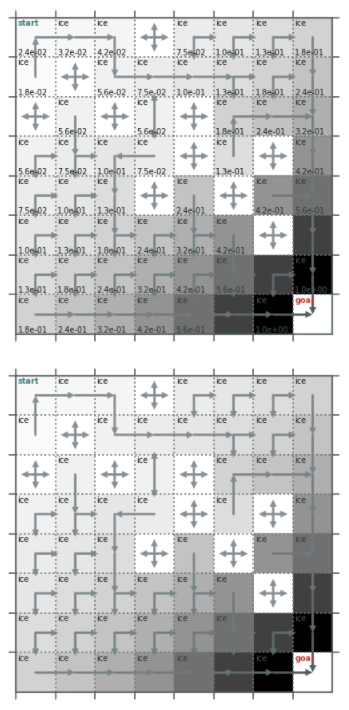 start ice ice ice ice ice ice
2.4e-02 3.2e-02 4.2e-02 7.5e-02 1.0e-01 1.3e-01 1.8e-01
ice ice ice ice ice ice ice
1.8e-02 5.6e-02 7.5e-02 1.0e-01 1.3e-01 1.8e-01 2.4e-01
ice ice ice ice ice
5.6e-02 5.6e-02 1.8e-01 2.4e-01 3.2e-01
ice ice ice ice ice ice
5.6e-02 7.5e-02 1.0e-01 7.5e-02 1.3e-01 4.2e-01
ice ice ice ice ice ice
7.5e-02 1.0e-01 1.3e-01 2.4e-01 4.2e-01 5.6e-01
ice ice ice ice ice ice
1.0e-01 1.3e-01 1.8e-01 2.4e-01 3.2e-01 4.2e-01
ice ice ice ice ice ice
1.3e-01 1.8e-01 2.4e-01 3.2e-01 4.2e-01 5.6e-01 1.0e+00
ice ice ice ice ice goal
1.8e-01 2.4e-01 3.2e-01 4.2e-01 5.6e-01 1.0e+00
start ice ice ice ice ice ice
ice ice ice ice ice ice ice
ice ice ice ice ice
ice ice ice ice ice ice
ice ice ice ice ice ice
ice ice ice ice ice ice
ice ice ice ice ice ice
ice ice ice ice ice goal